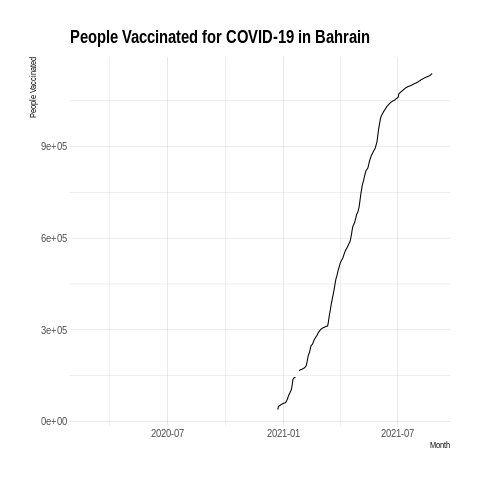 People Vaccinated for COVID-19 in Bahrain
People Vaccinated
9e+05
6e+05
3e+05
0e+00
2020-07
2021-01
2021-07
Month